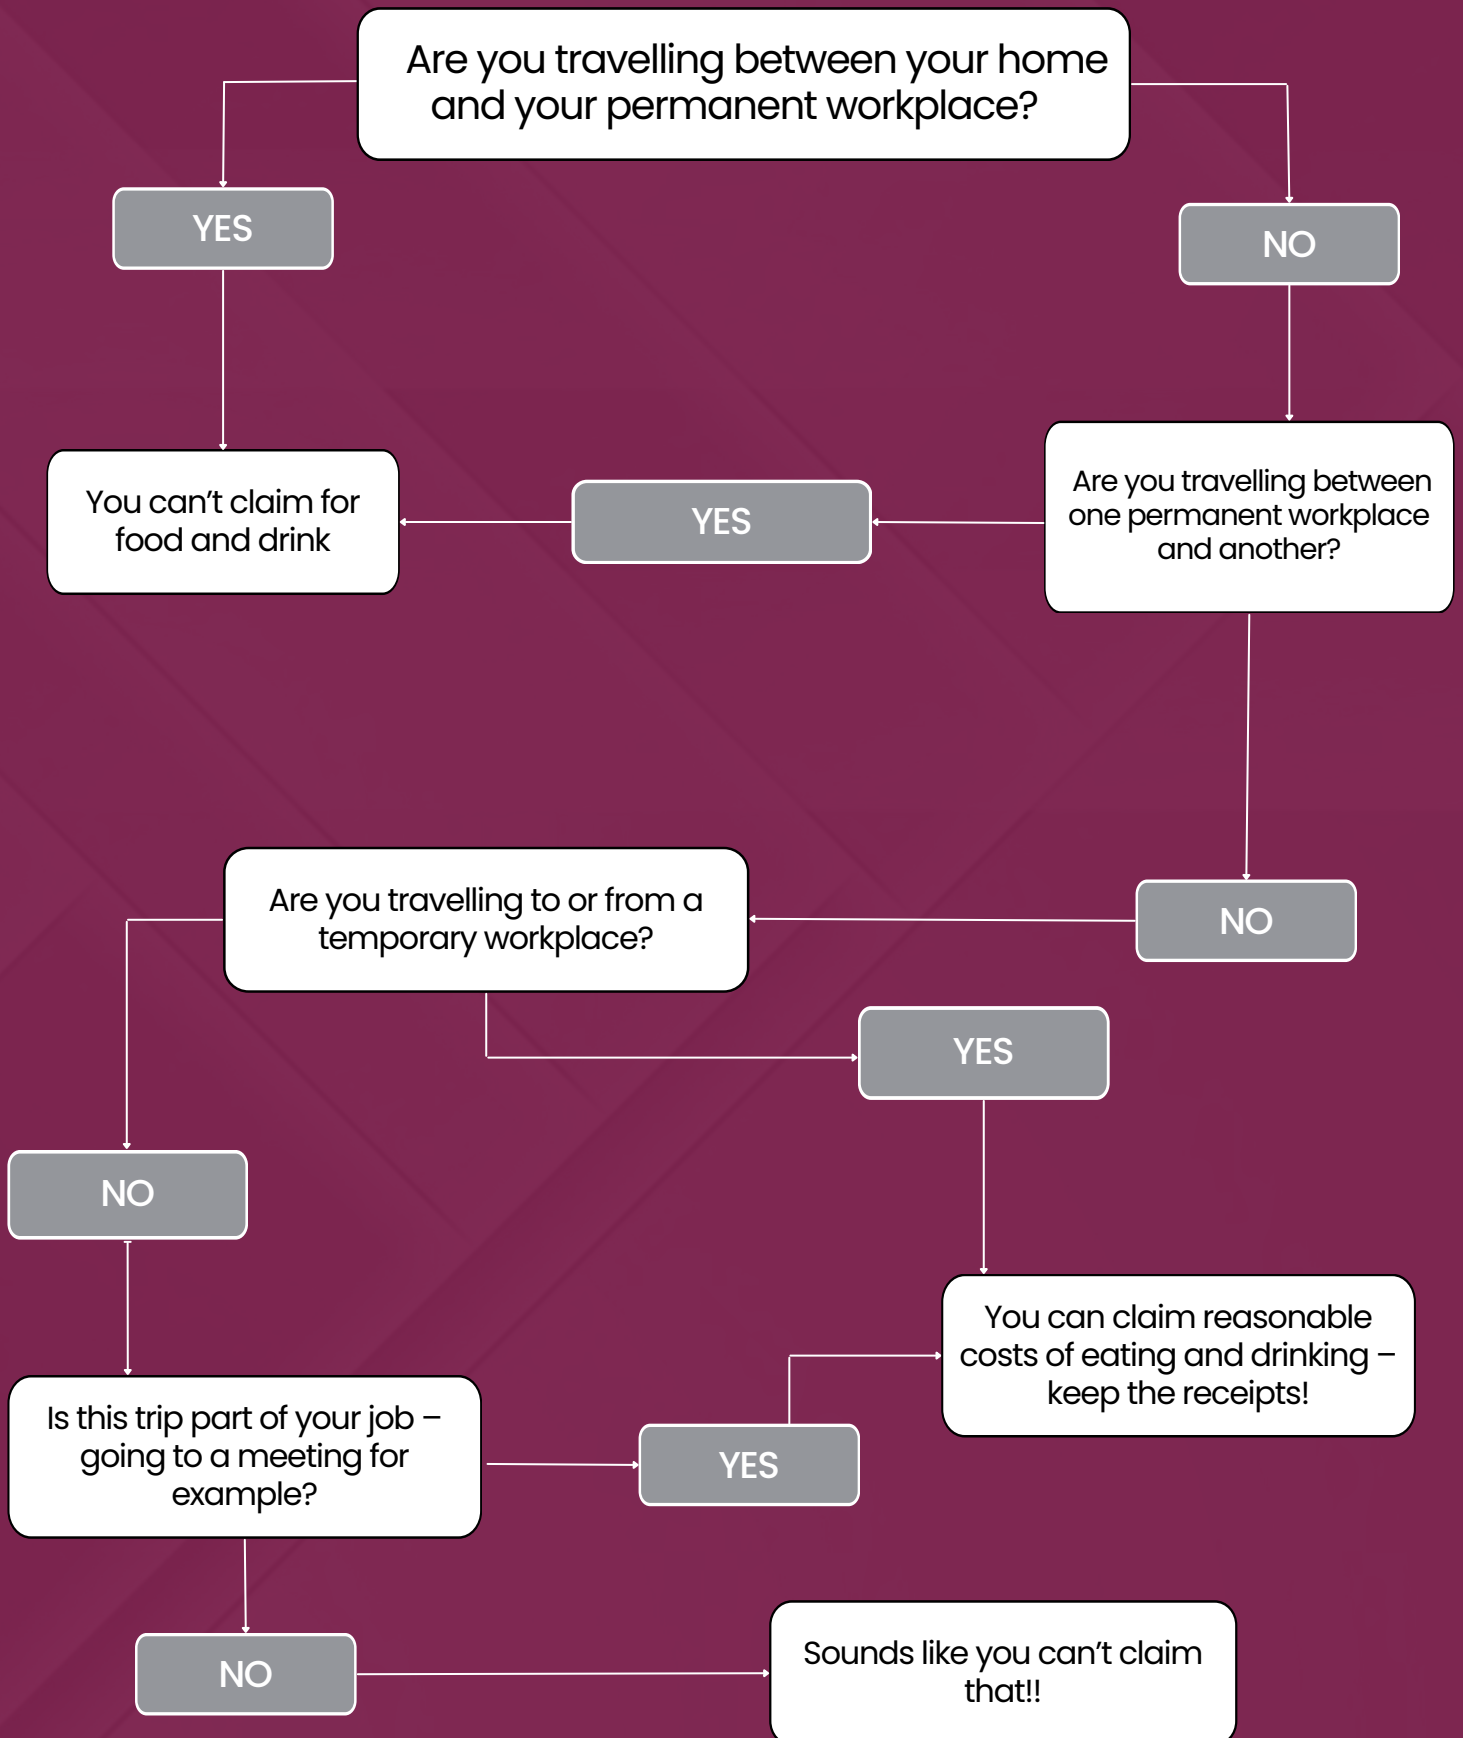 Are you travelling between your home
and your permanent workplace?
YES
NO
You can’t claim for
food and drink
YES
Are you travelling between
one permanent workplace
and another?
Are you travelling to or from a
temporary workplace?
NO
YES
NO
You can claim reasonable
costs of eating and drinking –
keep the receipts!
Is this trip part of your job –
going to a meeting for
example?
YES
NO
Sounds like you can’t claim
that!!